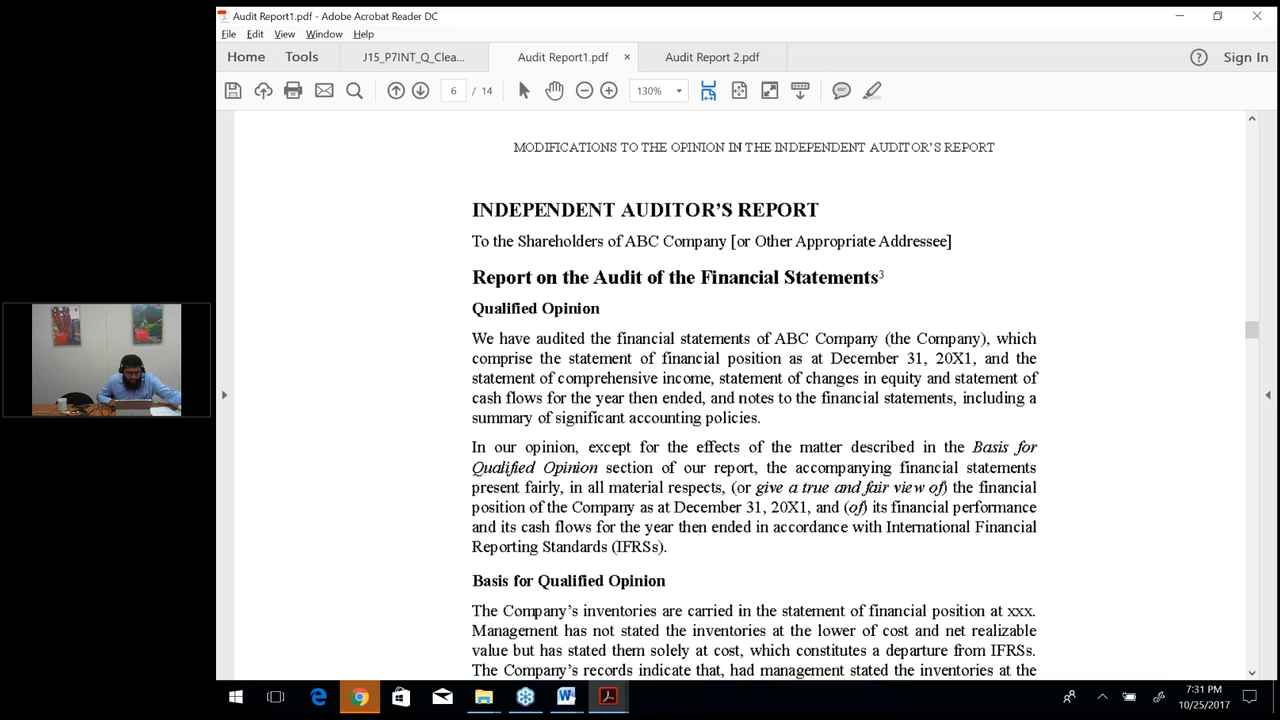 Audit Report1.pdf - Adobe Acrobat Reader DC
File Edit View Window Help
Home Tools J15_P7INT_Q_Clea... Audit Report1.pdf × Audit Report 2.pdf ? Sign In
6 / 14 130%
MODIFICATIONS TO THE OPINION IN THE INDEPENDENT AUDITOR’S REPORT
INDEPENDENT AUDITOR’S REPORT
To the Shareholders of ABC Company [or Other Appropriate Addressee]
Report on the Audit of the Financial Statements³
Qualified Opinion
We have audited the financial statements of ABC Company (the Company), which
comprise the statement of financial position as at December 31, 20X1, and the
statement of comprehensive income, statement of changes in equity and statement of
cash flows for the year then ended, and notes to the financial statements, including a
summary of significant accounting policies.
In our opinion, except for the effects of the matter described in the Basis for
Qualified Opinion section of our report, the accompanying financial statements
present fairly, in all material respects, (or give a true and fair view of) the financial
position of the Company as at December 31, 20X1, and (of) its financial performance
and its cash flows for the year then ended in accordance with International Financial
Reporting Standards (IFRSs).
Basis for Qualified Opinion
The Company’s inventories are carried in the statement of financial position at xxx.
Management has not stated the inventories at the lower of cost and net realizable
value but has stated them solely at cost, which constitutes a departure from IFRSs.
The Company’s records indicate that, had management stated the inventories at the
7:31 PM
10/25/2017